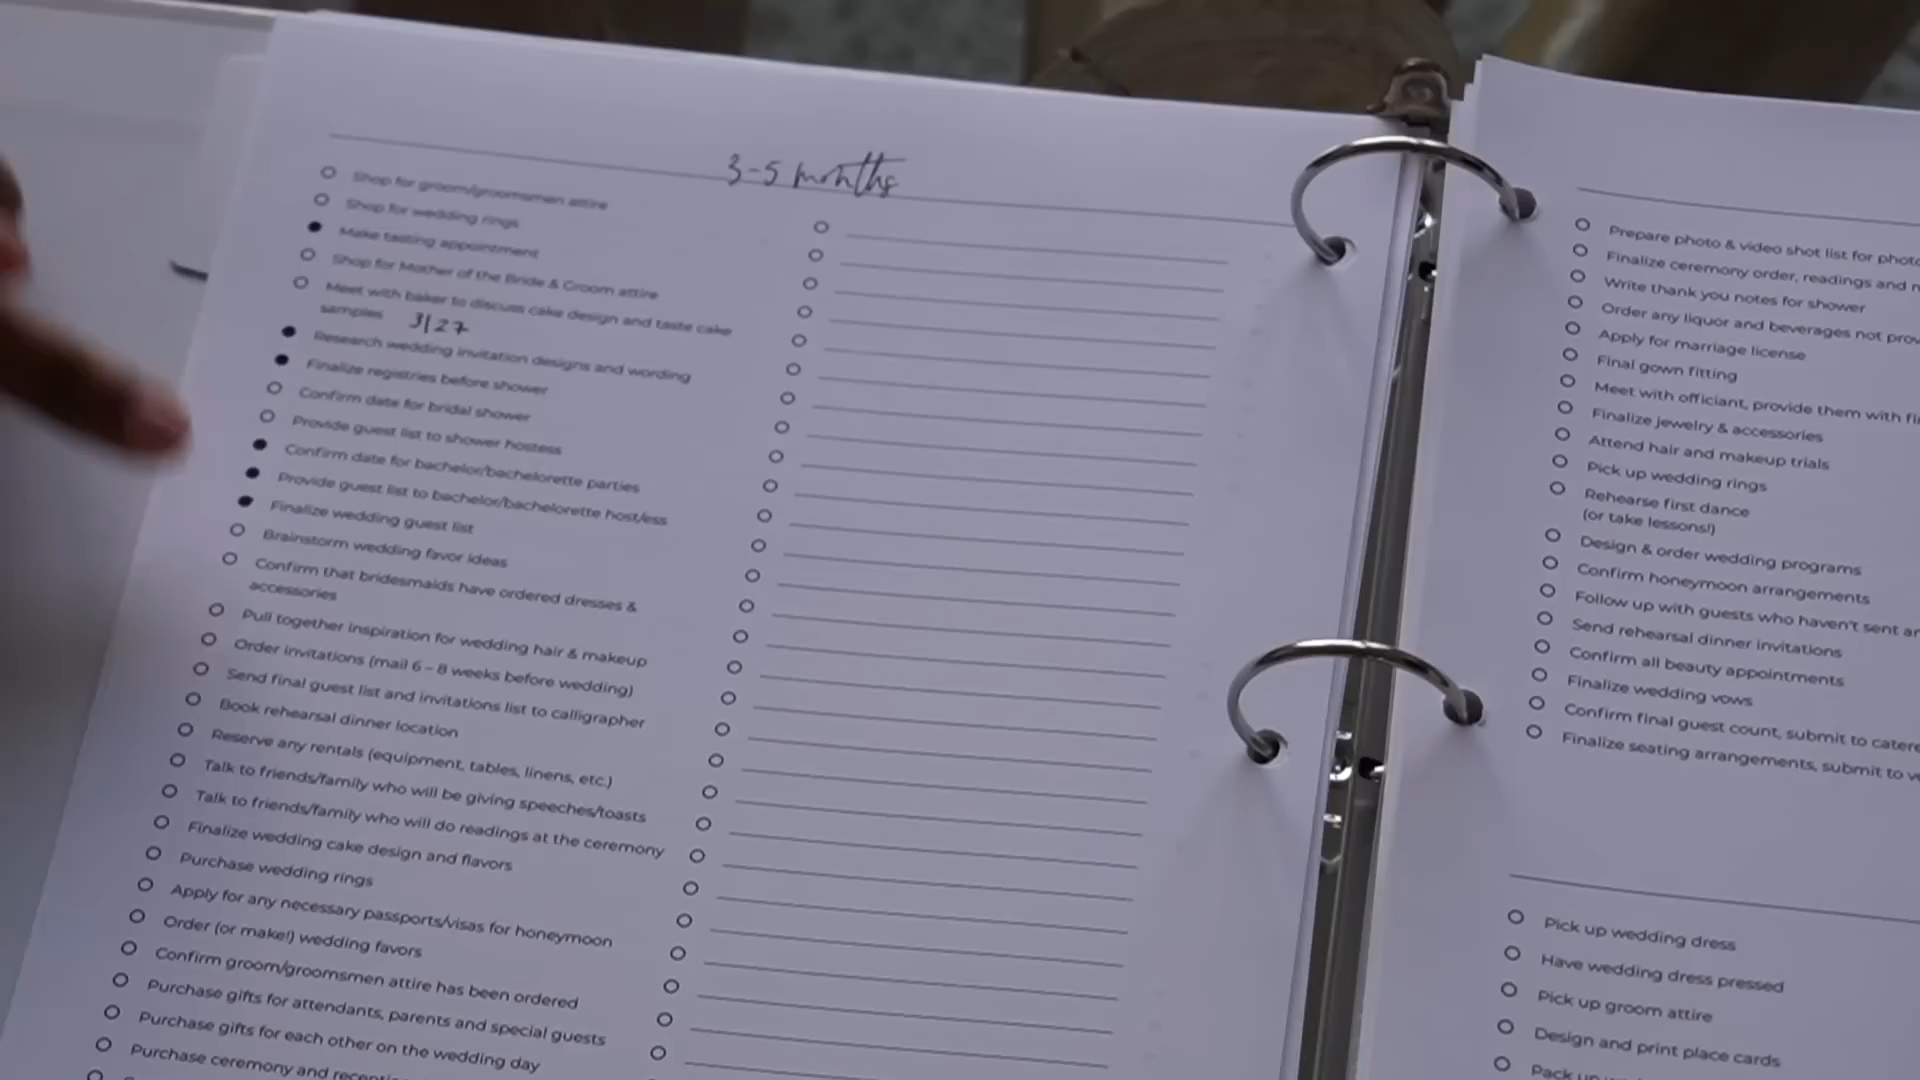 3-5 months
Shop for groom/groomsmen attire
Shop for wedding rings
Make tasting appointment
Shop for Mother of the Bride & Groom attire
Meet with baker to discuss cake design and taste cake
samples 3/27
Research wedding invitation designs and wording
Finalize registries before shower
Confirm date for bridal shower
Provide guest list to shower hostess
Confirm date for bachelor/bachelorette parties
Provide guest list to bachelor/bachelorette host/ess
Finalize wedding guest list
Brainstorm wedding favor ideas
Confirm that bridesmaids have ordered dresses &
accessories
Pull together inspiration for wedding hair & makeup
Order invitations (mail 6 – 8 weeks before wedding)
Send final guest list and invitations list to calligrapher
Book rehearsal dinner location
Reserve any rentals (equipment, tables, linens, etc.)
Talk to friends/family who will be giving speeches/toasts
Talk to friends/family who will do readings at the ceremony
Finalize wedding cake design and flavors
Purchase wedding rings
Apply for any necessary passports/visas for honeymoon
Order (or make!) wedding favors
Confirm groom/groomsmen attire has been ordered
Purchase gifts for attendants, parents and special guests
Purchase gifts for each other on the wedding day
Purchase ceremony and
Prepare photo & video shot list for
Finalize ceremony order, readings and
Write thank you notes for shower
Order any liquor and beverages not
Apply for marriage license
Final gown fitting
Meet with officiant, provide them with
Finalize jewelry & accessories
Attend hair and makeup trials
Pick up wedding rings
Rehearse first dance
(or take lessons!)
Design & order wedding programs
Confirm honeymoon arrangements
Follow up with guests who haven't sent
Send rehearsal dinner invitations
Confirm all beauty appointments
Finalize wedding vows
Confirm final guest count, submit to
Finalize seating arrangements, submit to
Pick up wedding dress
Have wedding dress pressed
Pick up groom attire
Design and print place cards
Pack